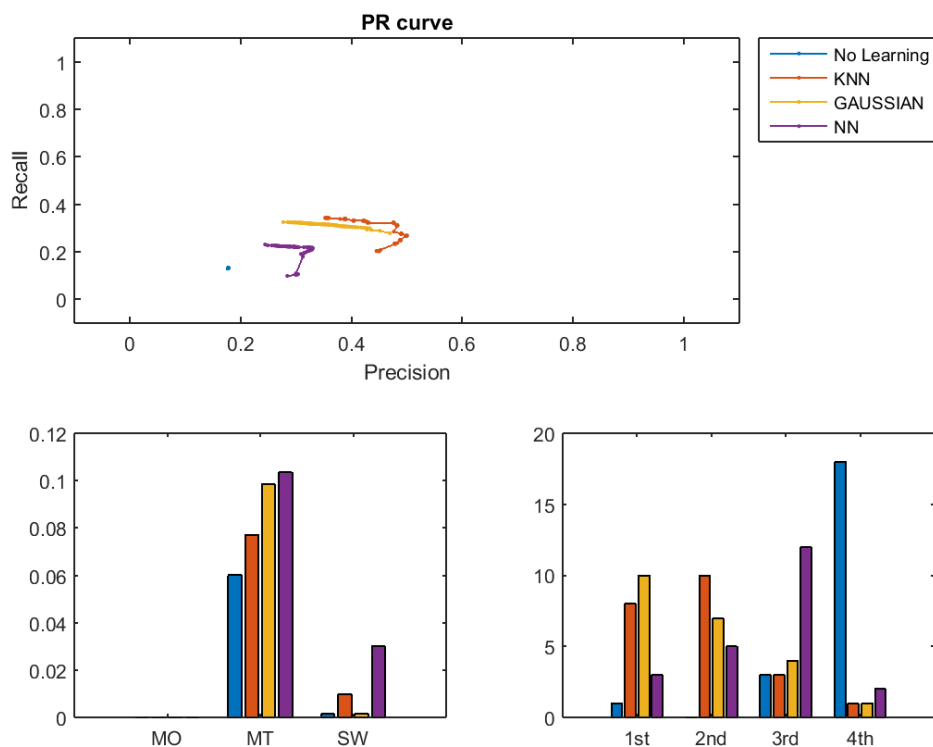 PR curve
No Learning
KNN
GAUSSIAN
NN
Recall
1
0.8
0.6
0.4
0.2
0
0 0.2 0.4 0.6 0.8 1
Precision
0.12
0.1
0.08
0.06
0.04
0.02
0
MO MT SW
20
15
10
5
0
1st 2nd 3rd 4th